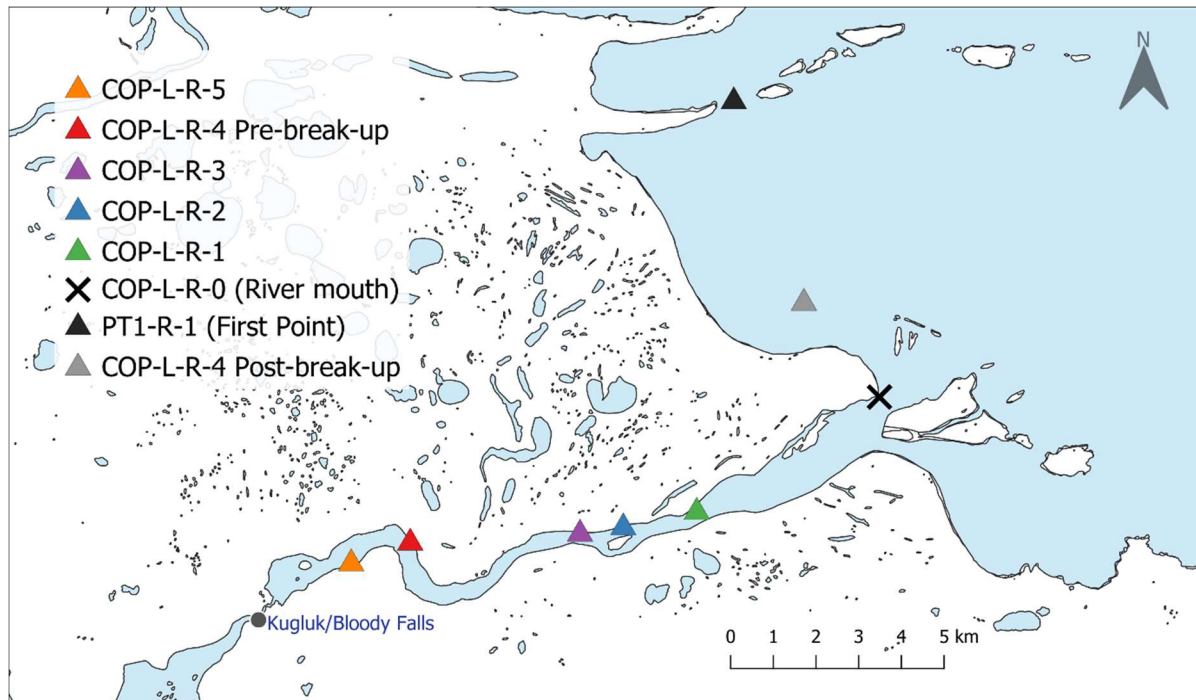 N
COP-L-R-5
COP-L-R-4 Pre-break-up
COP-L-R-3
COP-L-R-2
COP-L-R-1
COP-L-R-0 (River mouth)
PT1-R-1 (First Point)
COP-L-R-4 Post-break-up
Kugluk/Bloody Falls
0 1 2 3 4 5 km